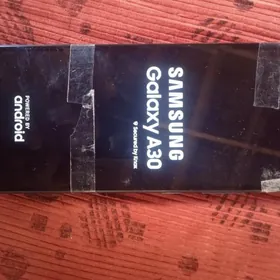 SAMSUNG
Galaxy A30
Secured by Knox
POWERED BY
android